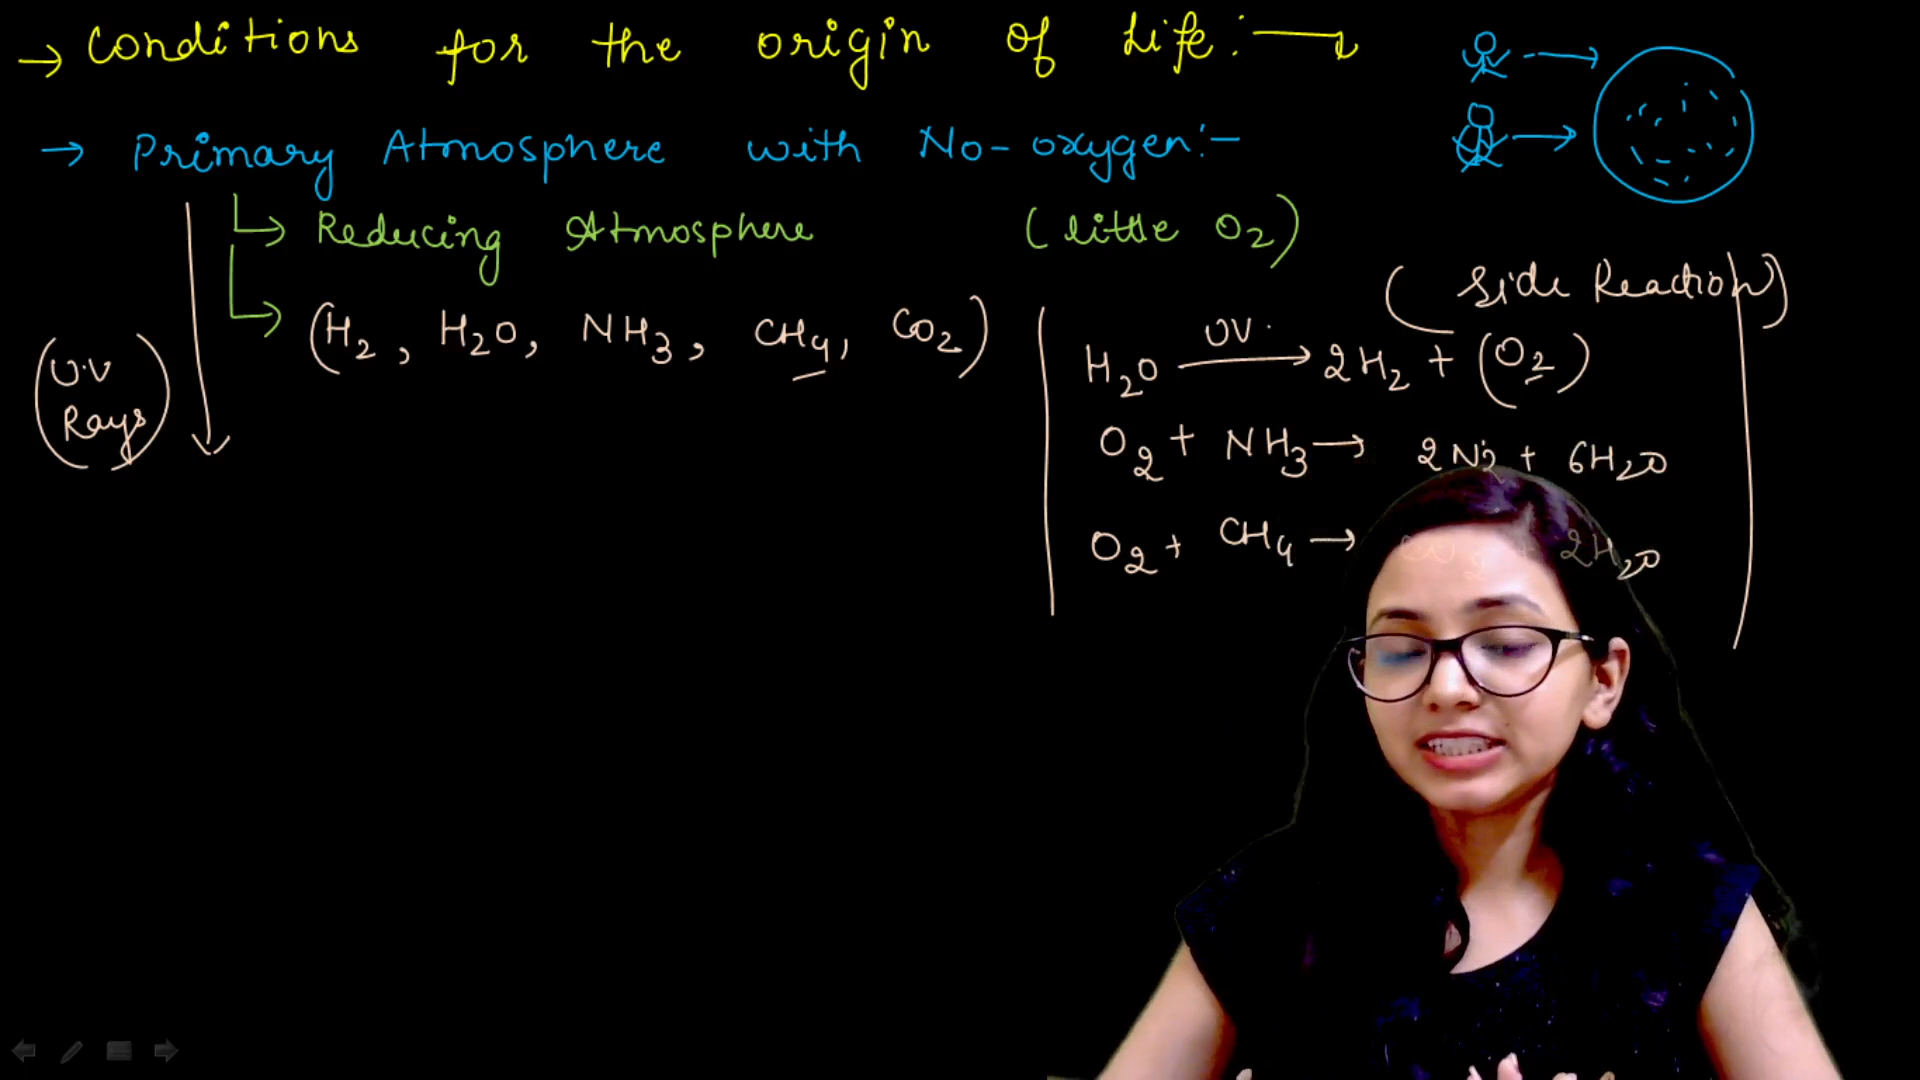 → Conditions for the origin of Life :→
→ Primary Atmosphere with No-oxygen :-
Reducing Atmosphere (little O2)
(H2, H2O, NH3, CH4, CO2)
(U.V Rays)
(Side Reaction)
H2O UV. → 2H2 + (O2)
O2 + NH3 → 2N2 + 6H2O
O2 + CH4 → CO2 + 2H2O